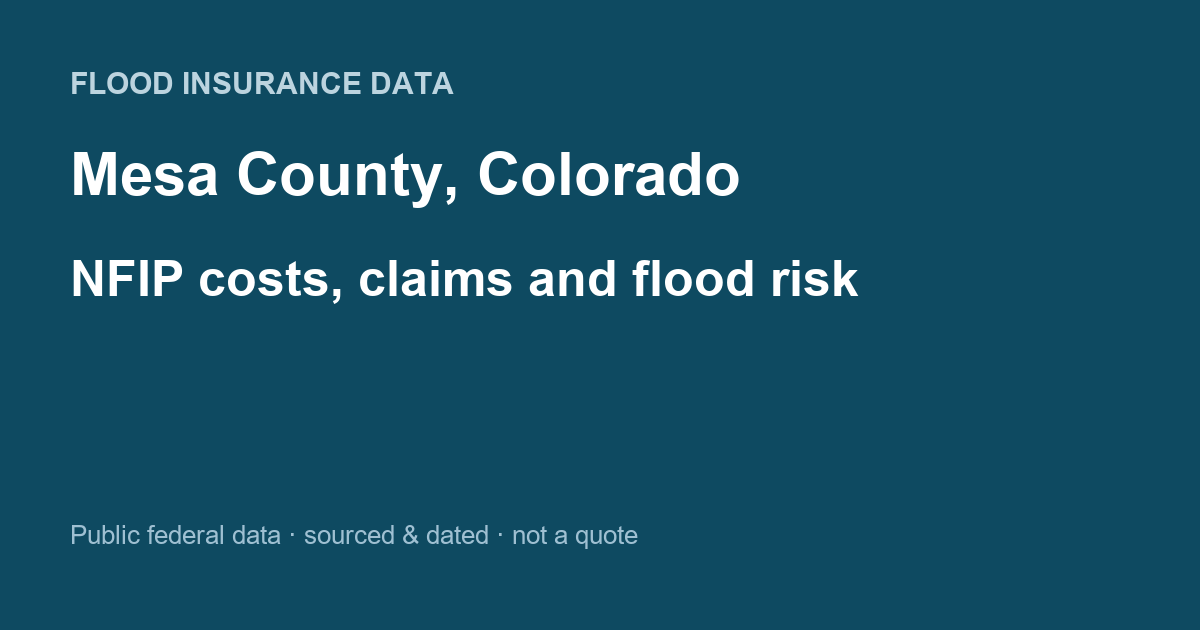 FLOOD INSURANCE DATA
Mesa County, Colorado
NFIP costs, claims and flood risk
Public federal data · sourced & dated · not a quote